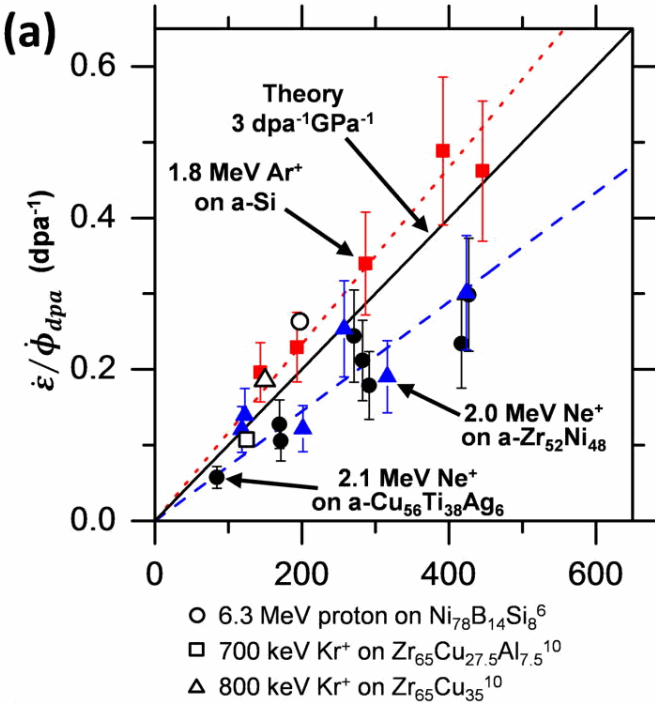 (a)
0.6
0.4
0.2
0.0
ε̇/ϕ̇dpa (dpa⁻¹)
Theory
3 dpa⁻¹GPa⁻¹
1.8 MeV Ar⁺
on a-Si
2.0 MeV Ne⁺
on a-Zr₅₂Ni₄₈
2.1 MeV Ne⁺
on a-Cu₅₆Ti₃₈Ag₆
0 200 400 600
6.3 MeV proton on Ni₇₈B₁₄Si₈⁶
700 keV Kr⁺ on Zr₆₅Cu₂₇.₅Al₇.₅¹⁰
800 keV Kr⁺ on Zr₆₅Cu₃₅¹⁰